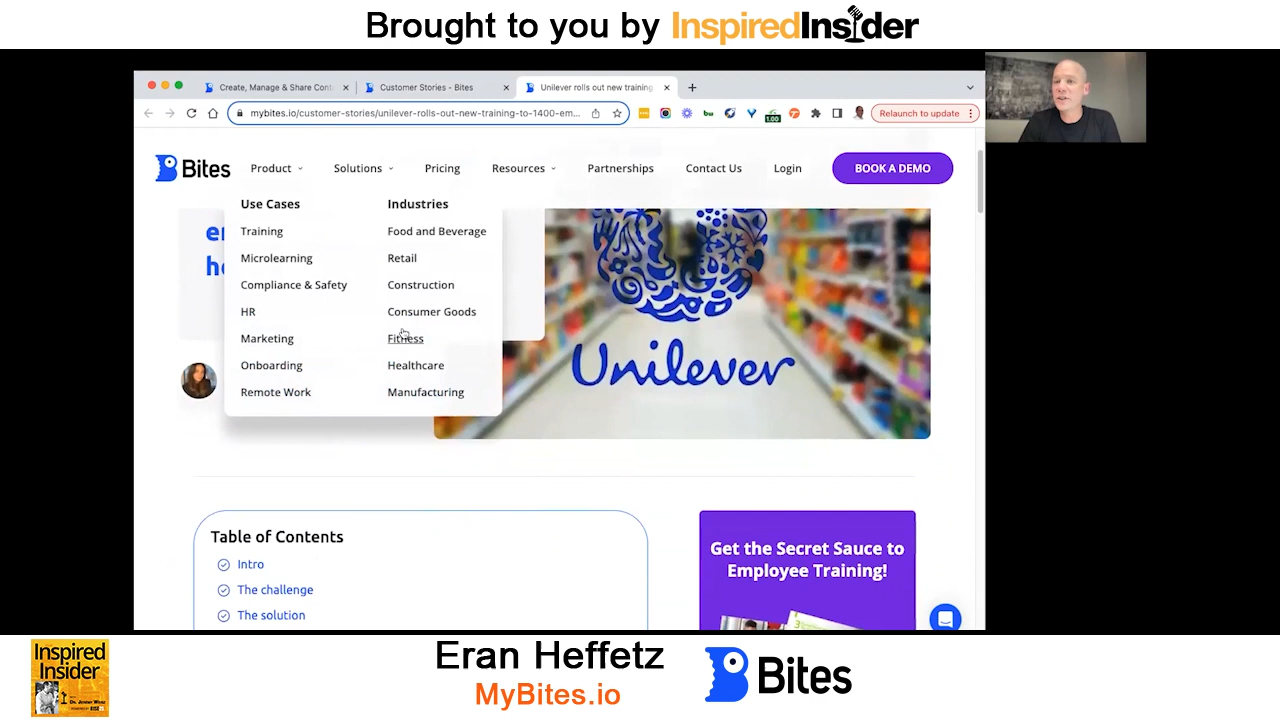 Brought to you by InspiredInsider
Create, Manage & Share Cont
Customer Stories - Bites
Unilever rolls out new training
mybites.io/customer-stories/unilever-rolls-out-new-training-to-1400-em...
1.00
Relaunch to update
Bites
Product
Solutions
Pricing
Resources
Partnerships
Contact Us
Login
BOOK A DEMO
Use Cases
Industries
Training
Food and Beverage
Microlearning
Retail
Compliance & Safety
Construction
HR
Consumer Goods
Marketing
Fitness
Onboarding
Healthcare
Remote Work
Manufacturing
Unilever
Table of Contents
Intro
The challenge
The solution
Get the Secret Sauce to
Employee Training!
Inspired
Insider
Eran Heffetz
MyBites.io
Bites